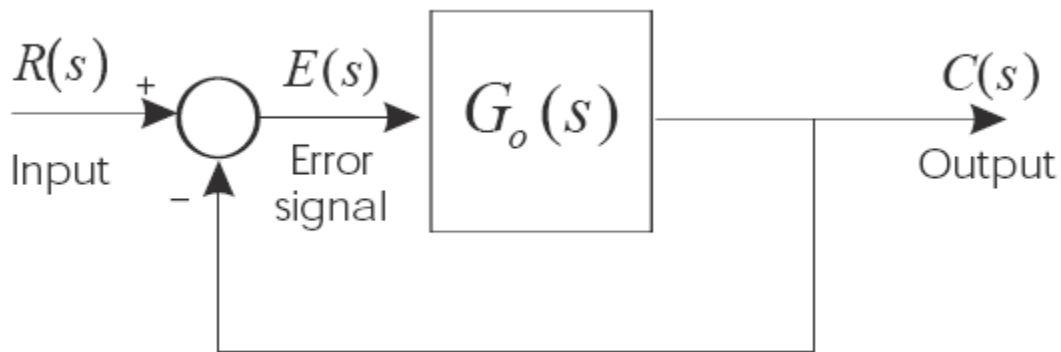 R(s)
+
E(s)
G_o(s)
C(s)
Input
−
Error
signal
Output